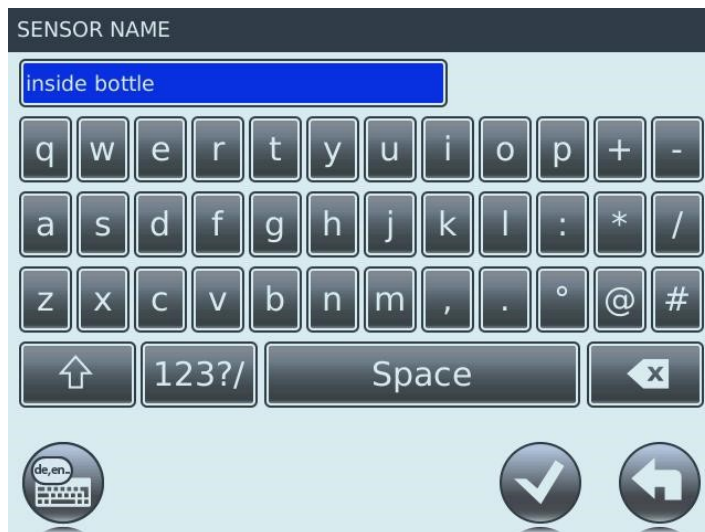 SENSOR NAME
inside bottle
q w e r t y u i o p + -
a s d f g h j k l : * /
z x c v b n m , . ° @ #
123?/ Space x
de,en..